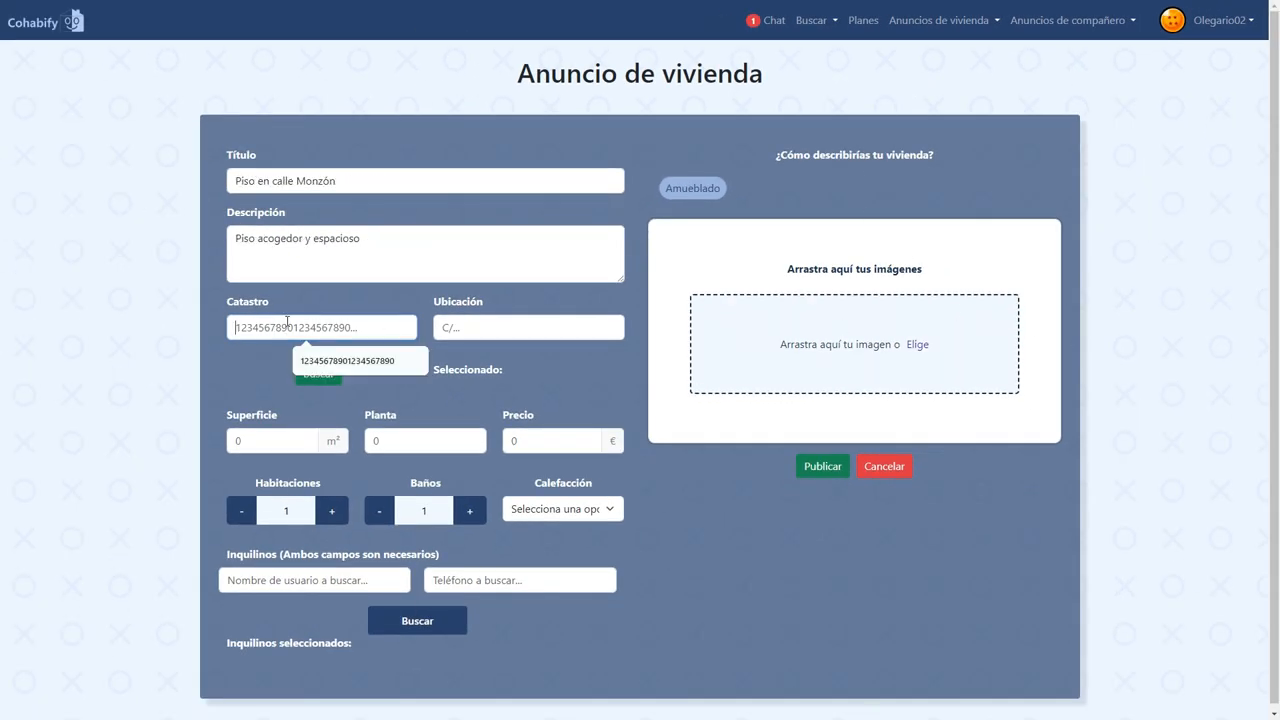 Cohabify
1 Chat Buscar Planes Anuncios de vivienda Anuncios de compañero Olegario02
Anuncio de vivienda
Título
Piso en calle Monzón
Descripción
Piso acogedor y espacioso
Catastro Ubicación
12345678901234567890... C/...
12345678901234567890
Buscar Seleccionado:
Superficie Planta Precio
0 m² 0 0 €
Habitaciones Baños Calefacción
- 1 + - 1 + Selecciona una opc
Inquilinos (Ambos campos son necesarios)
Nombre de usuario a buscar... Teléfono a buscar...
Buscar
Inquilinos seleccionados:
¿Cómo describirías tu vivienda?
Amueblado
Arrastra aquí tus imágenes
Arrastra aquí tu imagen o Elige
Publicar Cancelar